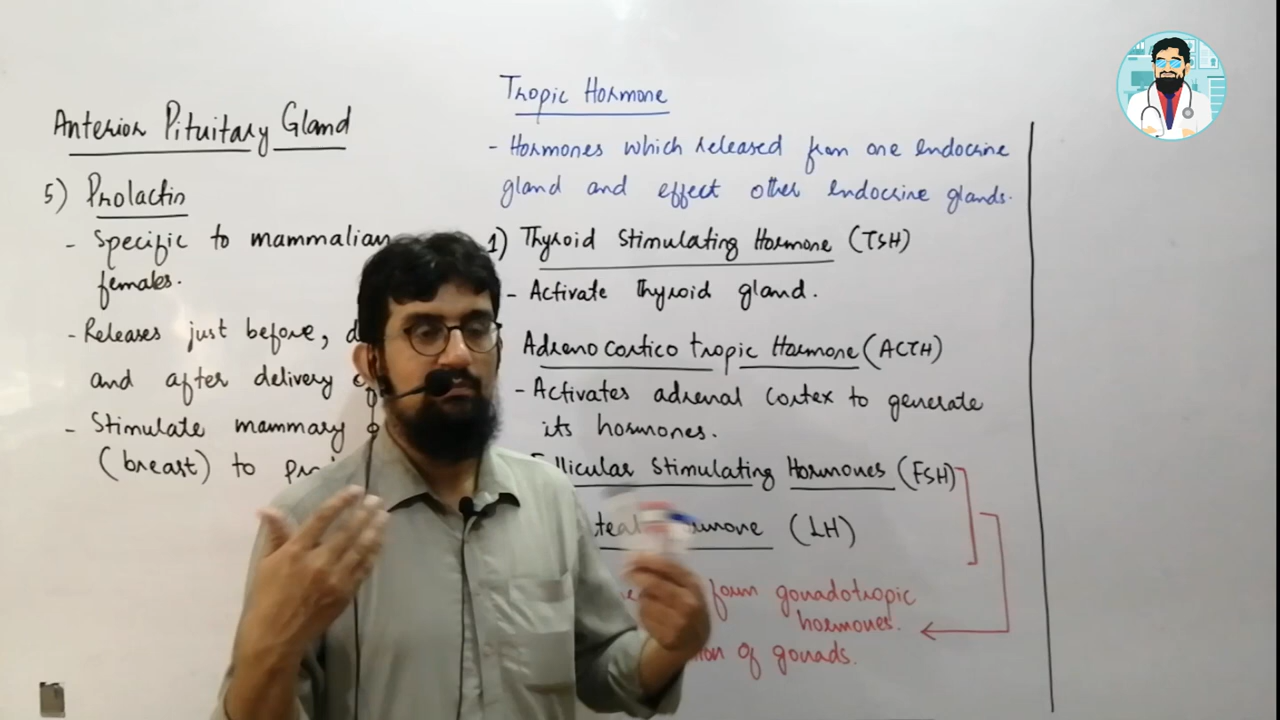 Anterior Pituitary Gland
5) Prolactin
- Specific to mammalian
females.
- Releases just before,
and after delivery
- Stimulate mammary
(breast) to
Tropic Hormone
- Hormones which released from one endocrine
gland and effect other endocrine glands.
1) Thyroid Stimulating Hormone (TSH)
- Activate Thyroid gland.
Adreno cortico tropic Hormone (ACTH)
- Activates adrenal cortex to generate
its hormones.
Stimulating Hormones (FSH)
(LH)
form gonadotropic
hormones.
of gonads.